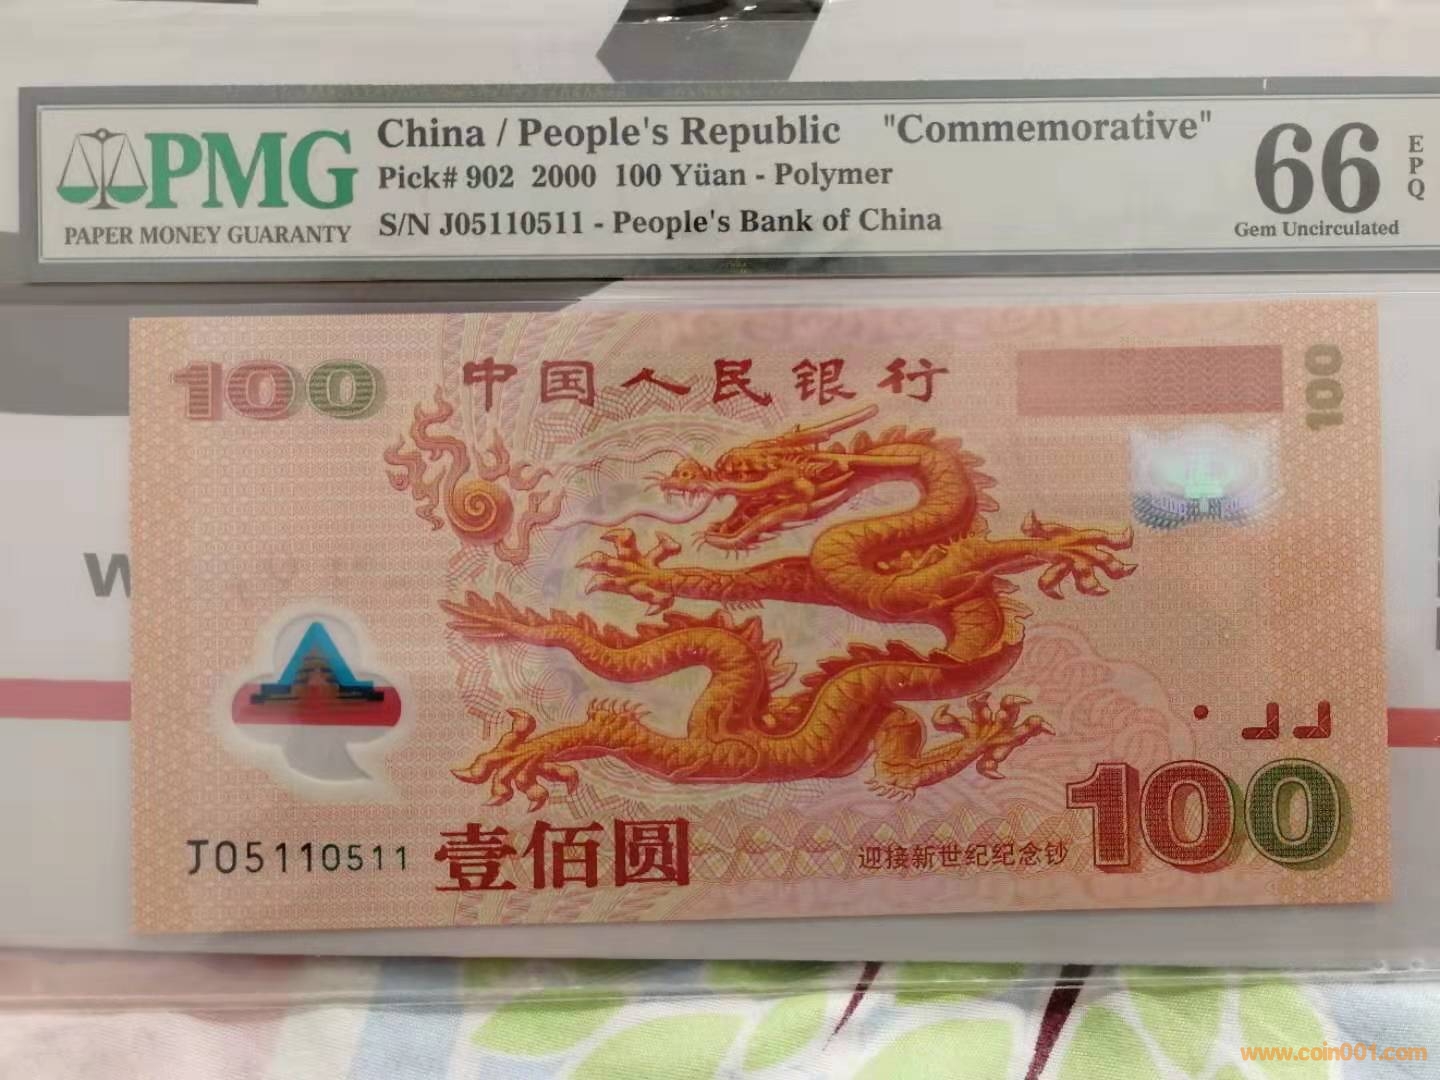 PMG
PAPER MONEY GUARANTY
China / People's Republic "Commemorative"
Pick# 902 2000 100 Yüan - Polymer
S/N J05110511 - People's Bank of China
66
EPQ
Gem Uncirculated
100
中国人民银行
100
W
J05110511
壹佰圆
迎接新世纪纪念钞
100
www.coin001.com